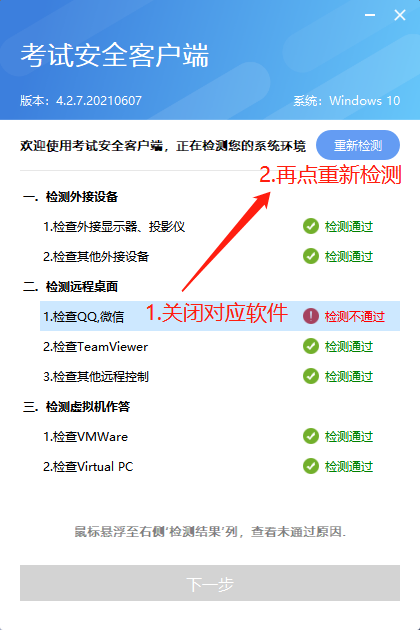 考试安全客户端
版本：4.2.7.20210607 系统：Windows 10
欢迎使用考试安全客户端，正在检测您的系统环境 重新检测
2.再点重新检测
一. 检测外接设备
1.检查外接显示器、投影仪 检测通过
2.检查其他外接设备 检测通过
二. 检测远程桌面
1.检查QQ,微信 1.关闭对应软件 检测不通过
2.检查TeamViewer 检测通过
3.检查其他远程控制 检测通过
三. 检测虚拟机作答
1.检查VMWare 检测通过
2.检查Virtual PC 检测通过
鼠标悬浮至右侧‘检测结果’列，查看未通过原因.
下一步